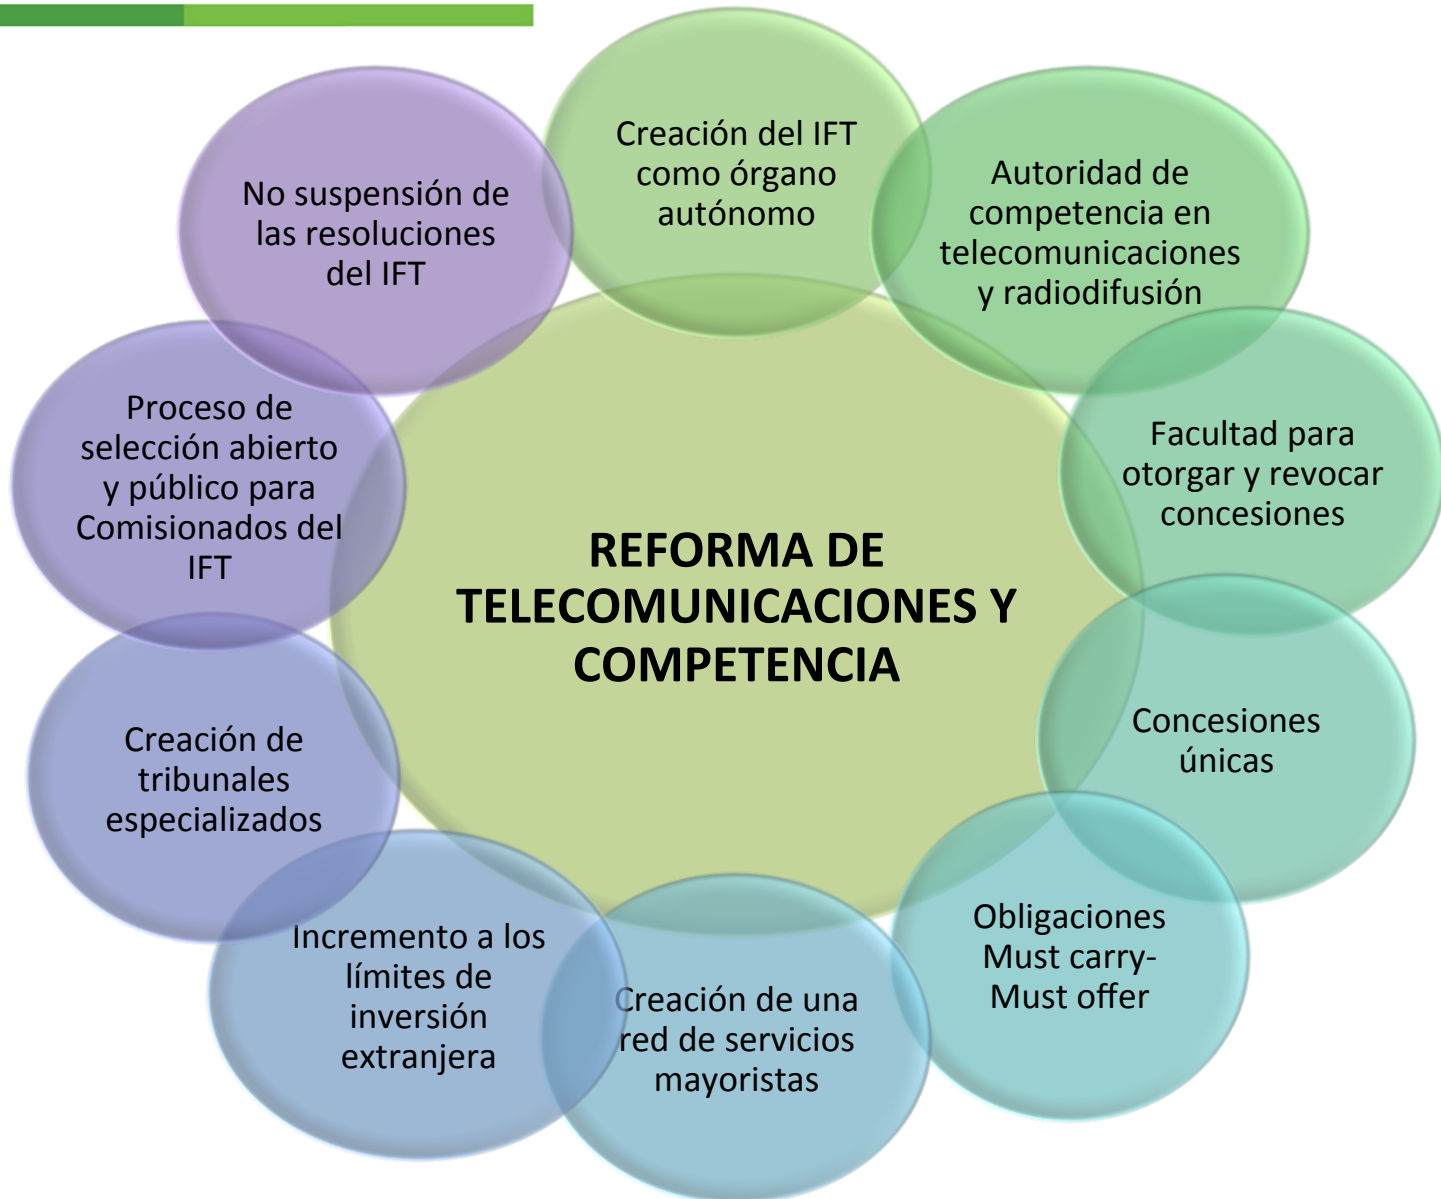 Creación del IFT
como órgano
autónomo
Autoridad de
competencia en
telecomunicaciones
y radiodifusión
Facultad para
otorgar y revocar
concesiones
Concesiones
únicas
Obligaciones
Must carry-
Must offer
Creación de una
red de servicios
mayoristas
Incremento a los
límites de
inversión
extranjera
Creación de
tribunales
especializados
Proceso de
selección abierto
y público para
Comisionados del
IFT
No suspensión de
las resoluciones
del IFT
REFORMA DE
TELECOMUNICACIONES Y
COMPETENCIA